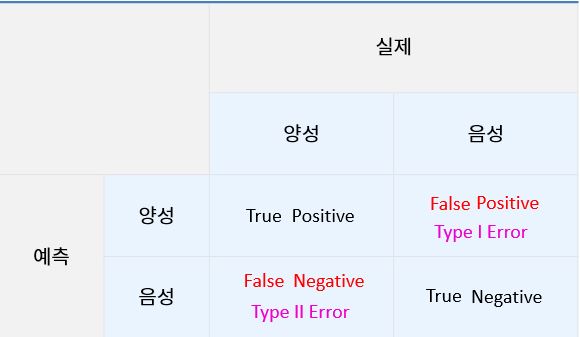 실제
양성 음성
양성 True Positive False Positive
Type I Error
예측
음성 False Negative True Negative
Type II Error